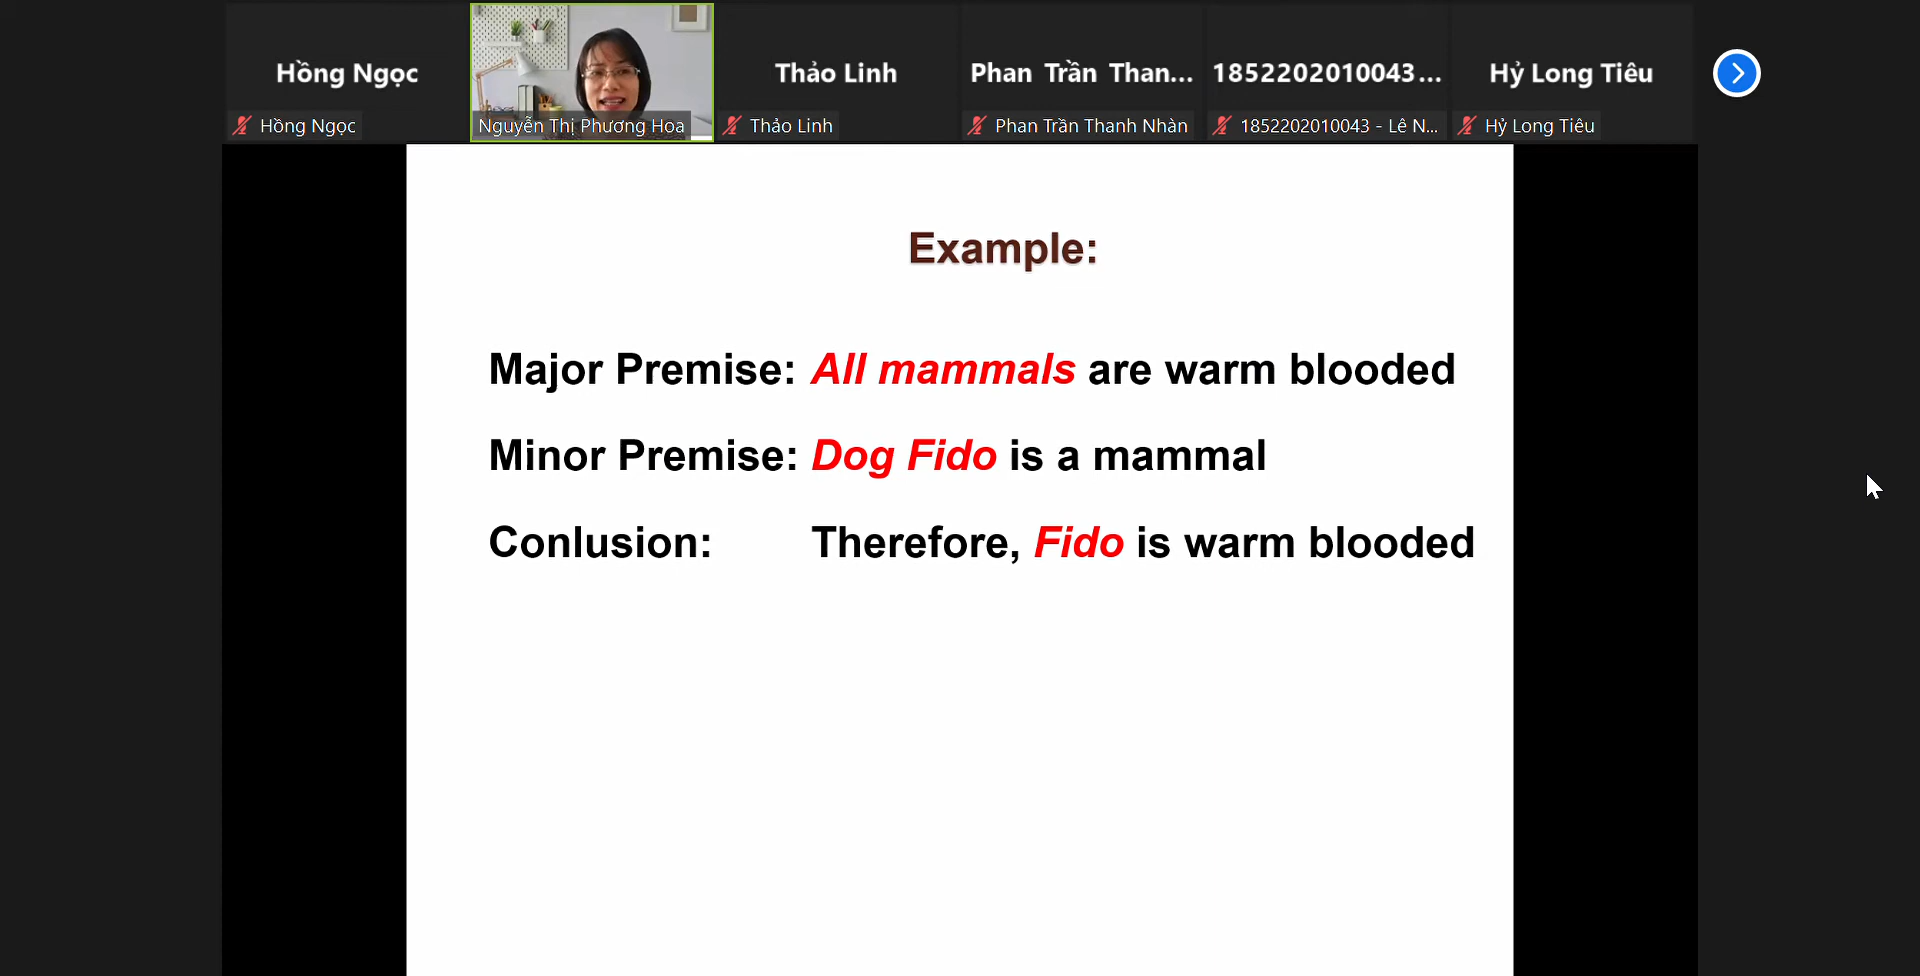 Hồng Ngọc
Thảo Linh
Phan Trần Than...
1852202010043...
Hỷ Long Tiêu
Hồng Ngọc
Nguyễn Thị Phương Hoa
Thảo Linh
Phan Trần Thanh Nhàn
1852202010043 - Lê N...
Hỷ Long Tiêu
Example:
Major Premise: All mammals are warm blooded
Minor Premise: Dog Fido is a mammal
Conlusion: Therefore, Fido is warm blooded